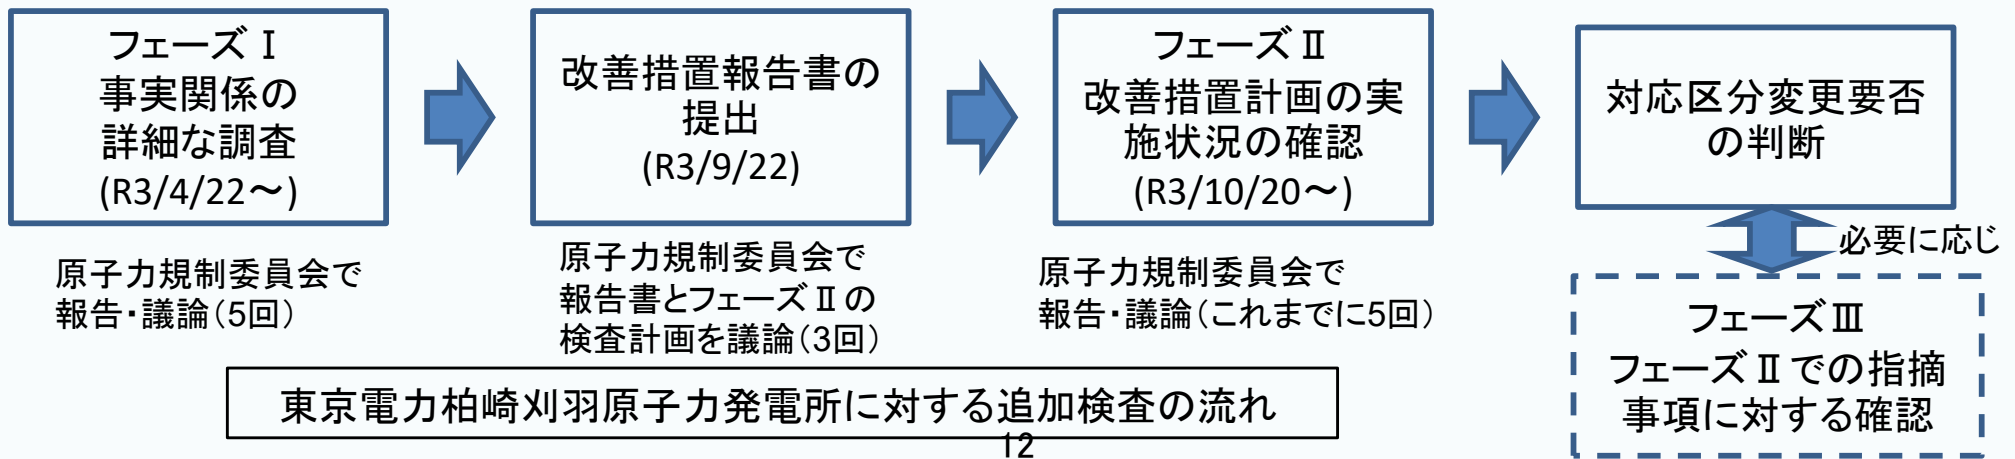 フェーズⅠ
事実関係の
詳細な調査
(R3/4/22～)
原子力規制委員会で
報告・議論（5回）
改善措置報告書の
提出
(R3/9/22)
原子力規制委員会で
報告書とフェーズⅡの
検査計画を議論（3回）
フェーズⅡ
改善措置計画の実
施状況の確認
(R3/10/20～)
原子力規制委員会で
報告・議論（これまでに5回）
対応区分変更要否
の判断
必要に応じ
フェーズⅢ
フェーズⅡでの指摘
事項に対する確認
東京電力柏崎刈羽原子力発電所に対する追加検査の流れ
12